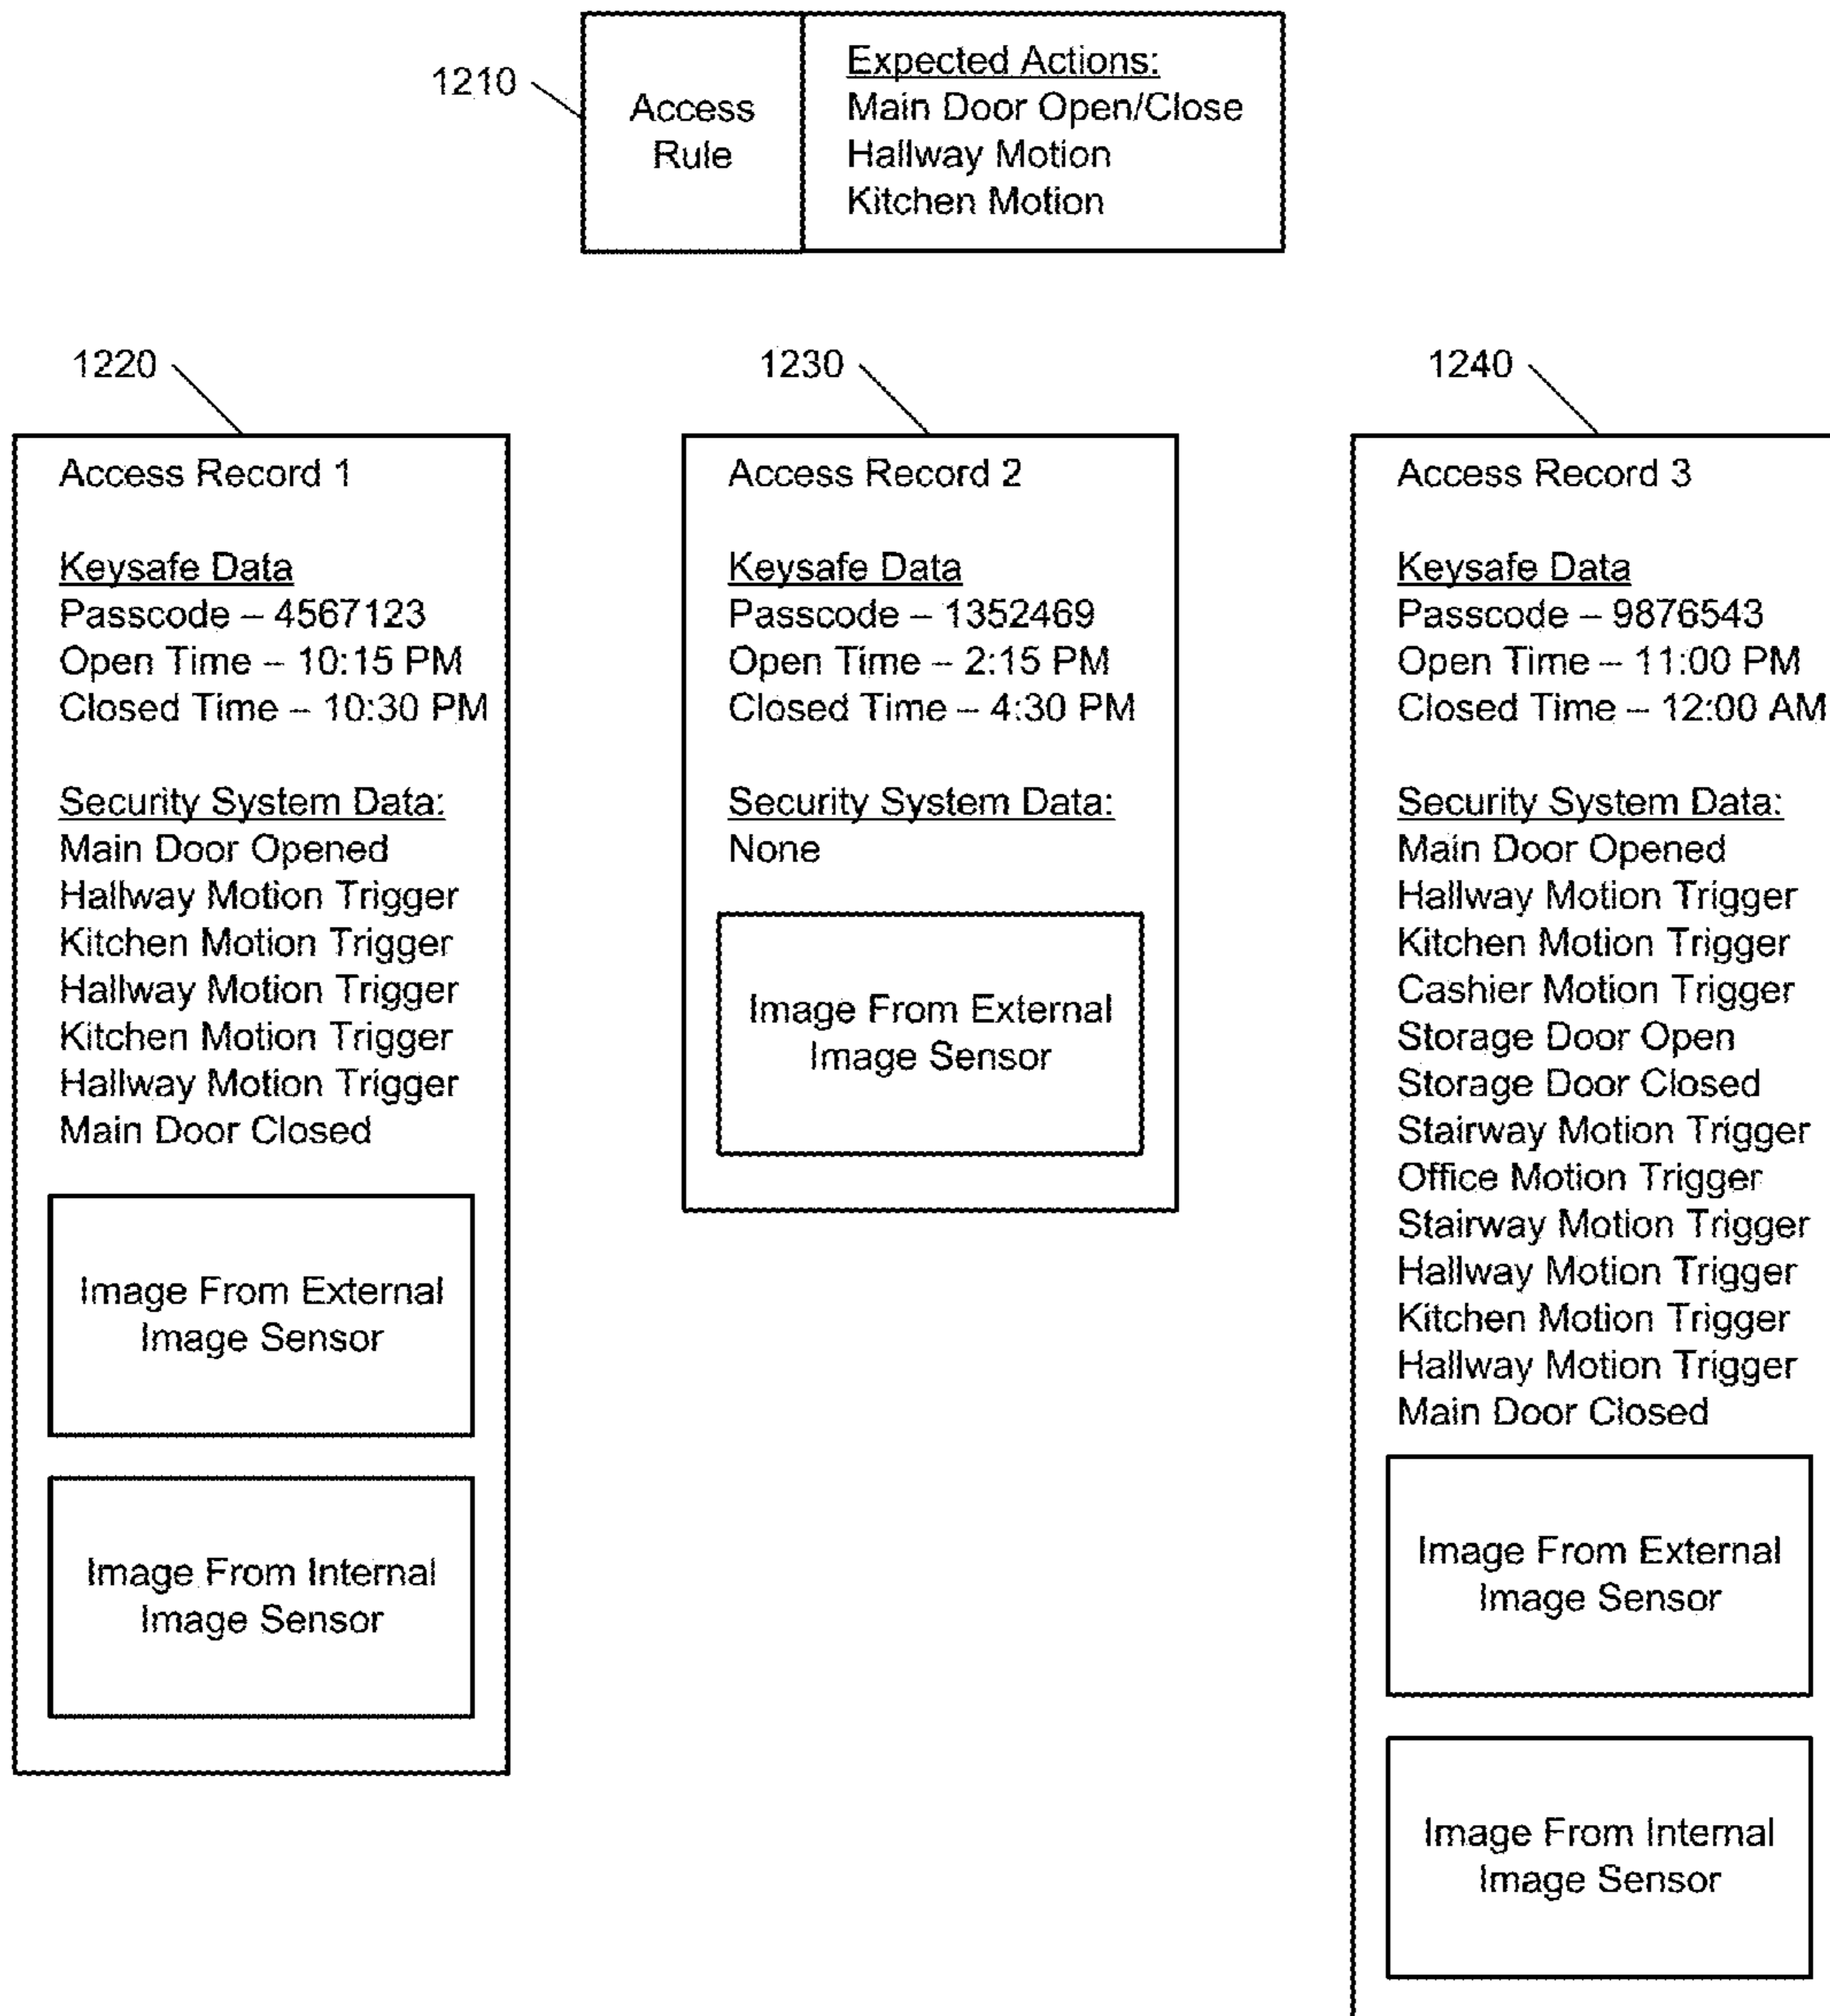 1210
Access
Rule
Expected Actions:
Main Door Open/Close
Hallway Motion
Kitchen Motion
1220
Access Record 1
Keysafe Data
Passcode – 4567123
Open Time – 10:15 PM
Closed Time – 10:30 PM
Security System Data:
Main Door Opened
Hallway Motion Trigger
Kitchen Motion Trigger
Hallway Motion Trigger
Kitchen Motion Trigger
Hallway Motion Trigger
Main Door Closed
Image From External
Image Sensor
Image From Internal
Image Sensor
1230
Access Record 2
Keysafe Data
Passcode – 1352469
Open Time – 2:15 PM
Closed Time – 4:30 PM
Security System Data:
None
Image From External
Image Sensor
1240
Access Record 3
Keysafe Data
Passcode – 9876543
Open Time – 11:00 PM
Closed Time – 12:00 AM
Security System Data:
Main Door Opened
Hallway Motion Trigger
Kitchen Motion Trigger
Cashier Motion Trigger
Storage Door Open
Storage Door Closed
Stairway Motion Trigger
Office Motion Trigger
Stairway Motion Trigger
Hallway Motion Trigger
Kitchen Motion Trigger
Hallway Motion Trigger
Main Door Closed
Image From External
Image Sensor
Image From Internal
Image Sensor